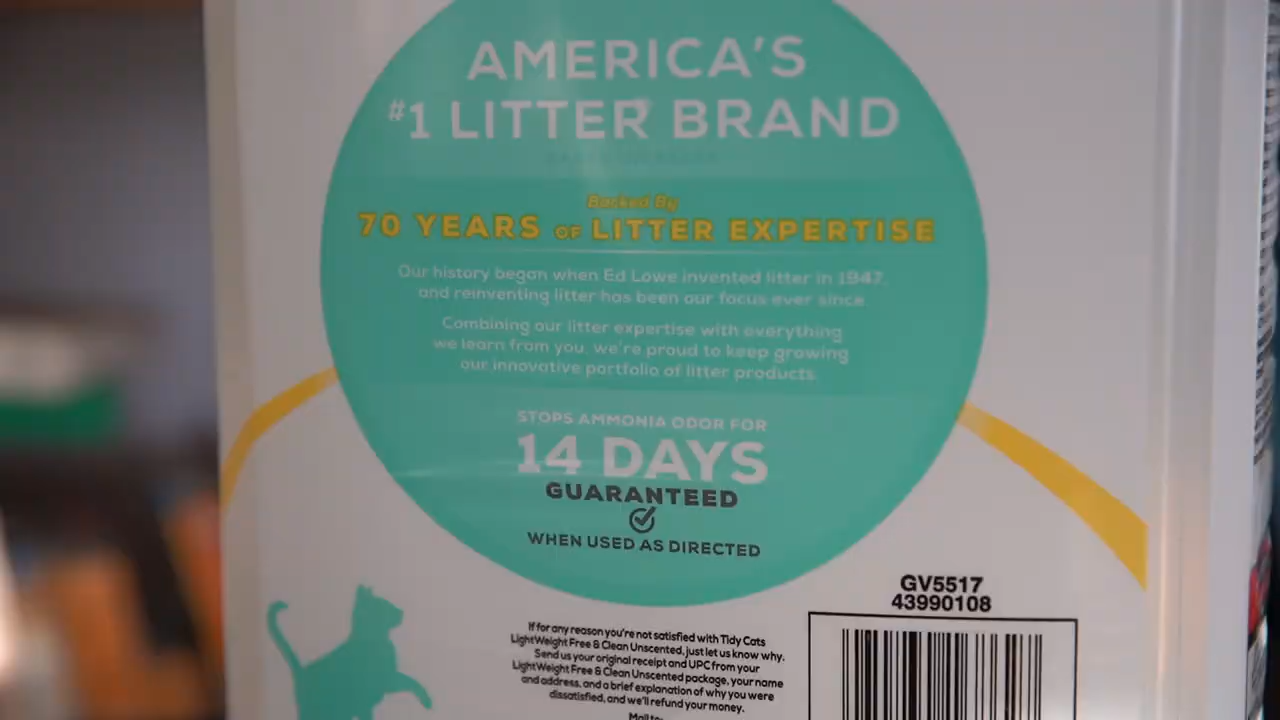 AMERICA'S
#1 LITTER BRAND
Backed By
70 YEARS OF LITTER EXPERTISE
Our history began when Ed Lowe invented litter in 1947,
and reinventing litter has been our focus ever since.
Combining our litter expertise with everything
we learn from you, we're proud to keep growing
our innovative portfolio of litter products.
STOPS AMMONIA ODOR FOR
14 DAYS
GUARANTEED
WHEN USED AS DIRECTED
GV5517
43990108
If for any reason you're not satisfied with Tidy Cats
LightWeight Free & Clean Unscented, just let us know why.
Send us your original receipt and UPC from your
LightWeight Free & Clean Unscented package, your name
and address, and a brief explanation of why you were
dissatisfied, and we'll refund your money.
Mail to: